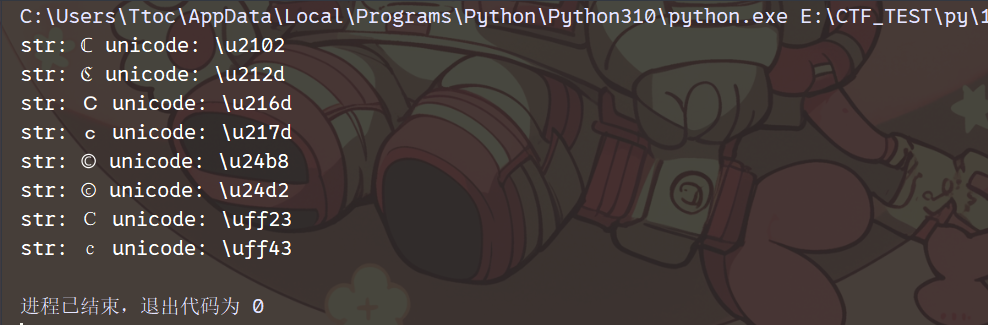 C:\Users\Ttoc\AppData\Local\Programs\Python\Python310\python.exe E:\CTF_TEST\py\1
str: ℂ unicode: \u2102
str: ℭ unicode: \u212d
str: Ⅽ unicode: \u216d
str: ⅽ unicode: \u217d
str: Ⓒ unicode: \u24b8
str: ⓒ unicode: \u24d2
str: Ｃ unicode: \uff23
str: ｃ unicode: \uff43
进程已结束，退出代码为 0